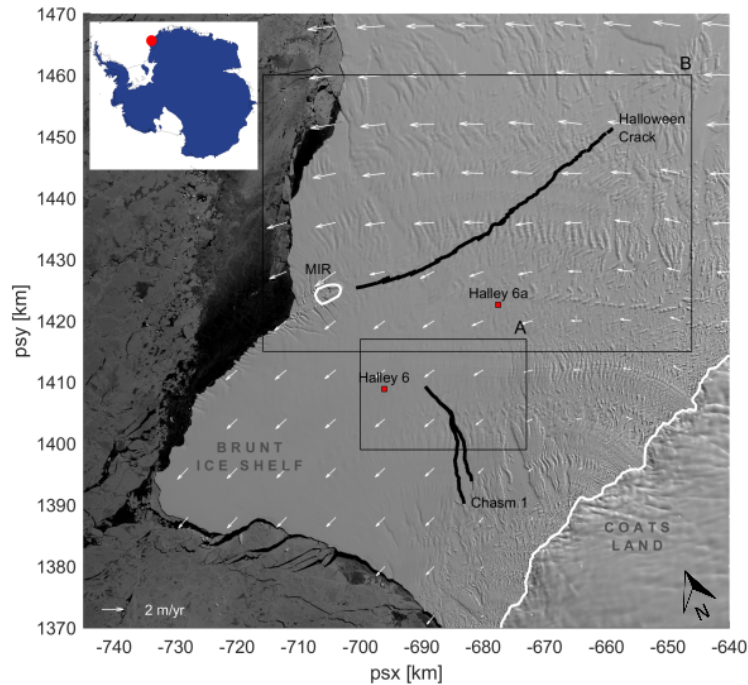 1470
1460
1450
1440
1430
1420
1410
1400
1390
1380
1370
psy [km]
B
Halloween
Crack
MIR
Halley 6a
A
Halley 6
BRUNT
ICE SHELF
Chasm 1
COATS
LAND
2 m/yr
N
-740
-730
-720
-710
-700
-690
-680
-670
-660
-650
-640
psx [km]